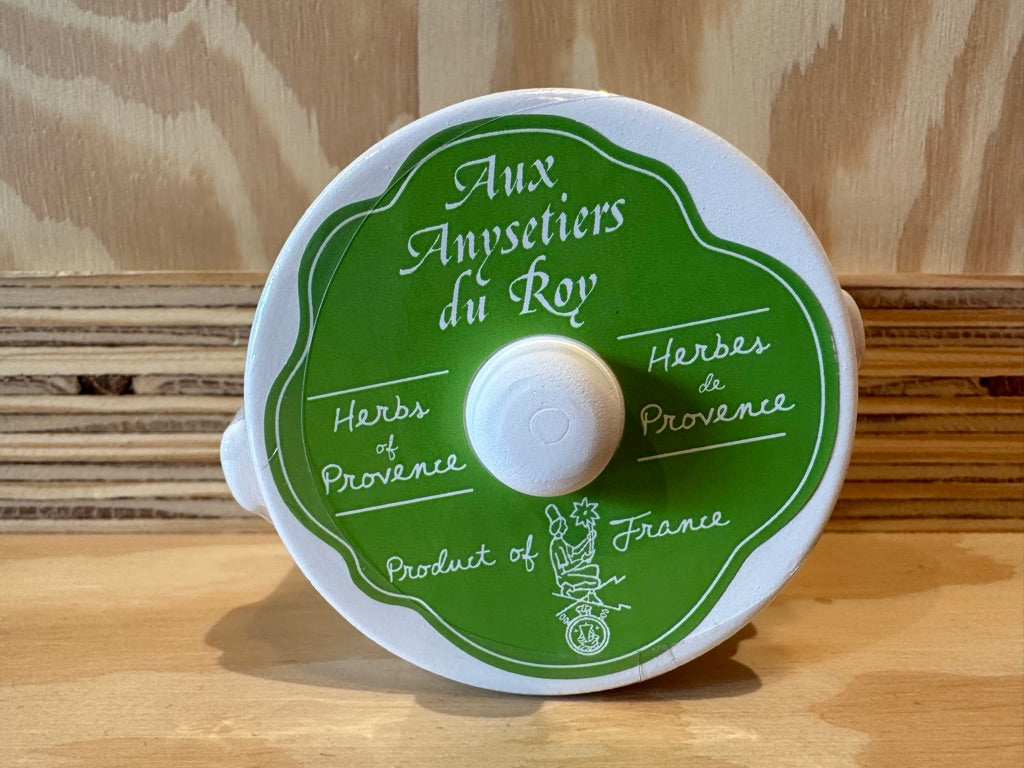 Aux
Anysetiers
du Roy
Herbs
of
Provence
Herbes
de
Provence
Product of France